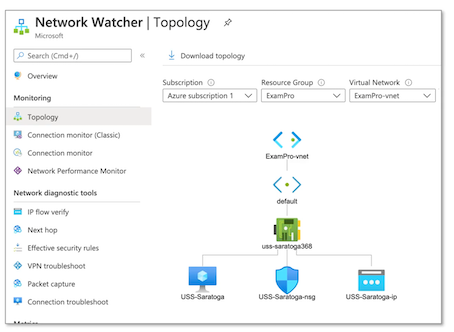 Network Watcher | Topology
Microsoft
Search (Cmd+/)
Overview
Monitoring
Topology
Connection monitor (Classic)
Connection monitor
Network Performance Monitor
Network diagnostic tools
IP flow verify
Next hop
Effective security rules
VPN troubleshoot
Packet capture
Connection troubleshoot
Metrics
Download topology
Subscription Resource Group Virtual Network
Azure subscription 1 ExamPro ExamPro-vnet
ExamPro-vnet
default
uss-saratoga368
USS-Saratoga USS-Saratoga-nsg USS-Saratoga-ip